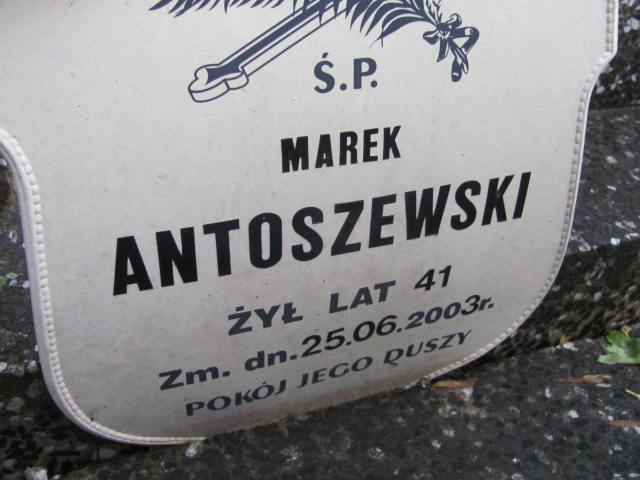 Ś.P.
MAREK
ANTOSZEWSKI
ŻYŁ LAT 41
Zm. dn. 25.06.2003r.
POKÓJ JEGO DUSZY